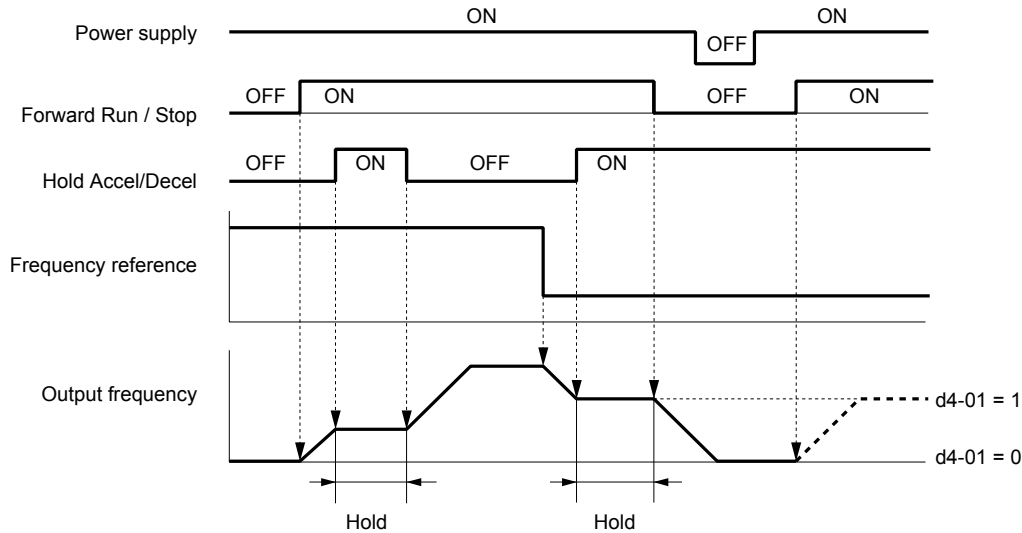 ON
ON
Power supply
OFF
OFF
ON
OFF
ON
Forward Run / Stop
OFF
ON
OFF
ON
Hold Accel/Decel
Frequency reference
Output frequency
d4-01 = 1
d4-01 = 0
Hold
Hold